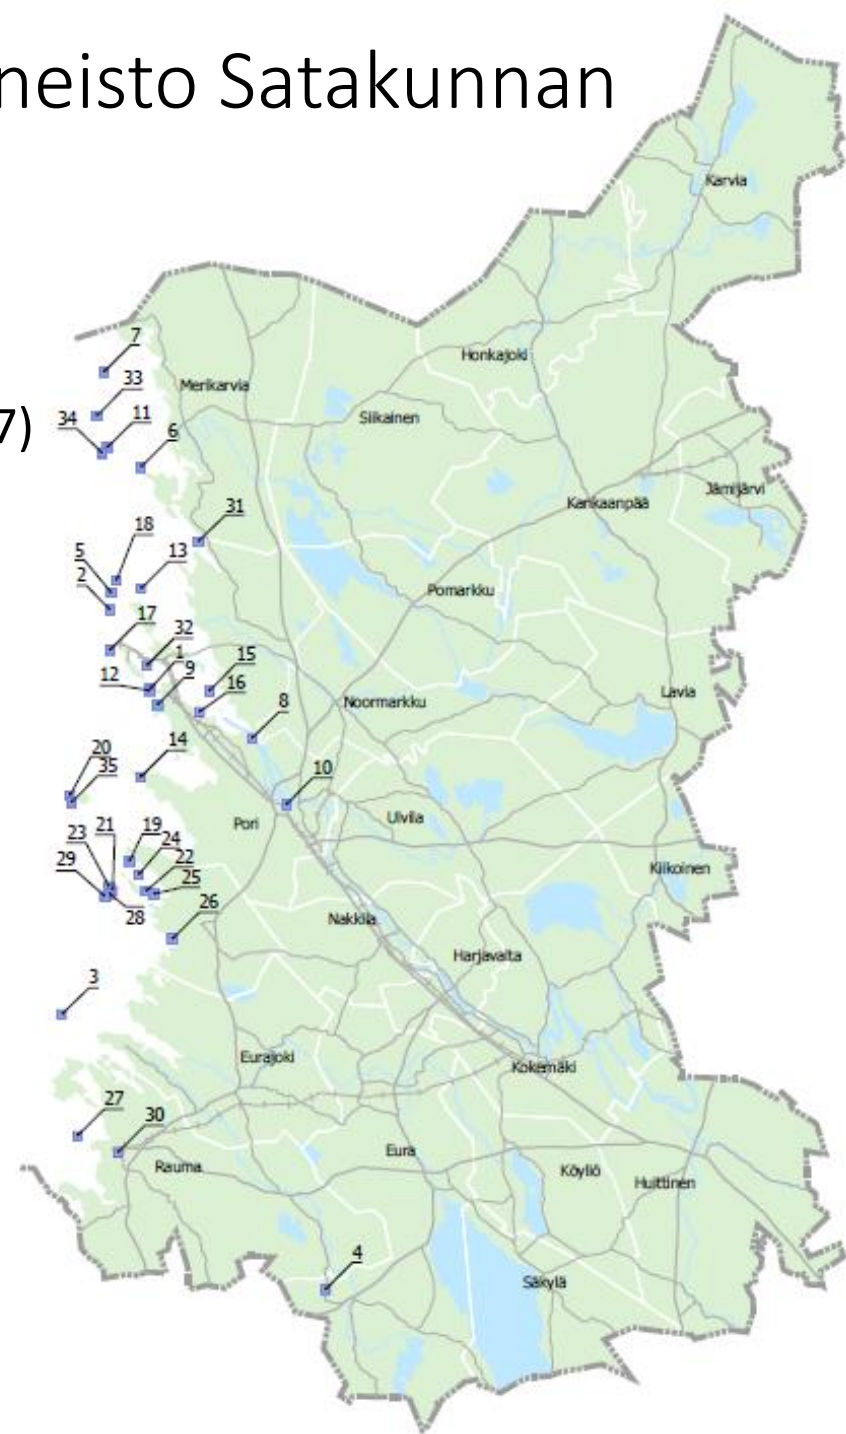 neisto Satakunnan
Karvia
7
Honkajoki
33
Merikarvia
7)
34
11
Siikainen
6
Jämijärvi
Kankaanpää
31
18
5
13
2
Pomarkku
17
32
1
15
12
9
16
Lavia
8
Noormarkku
14
20
35
10
Ulvila
Pori
23
21
19
24
29
22
Kiikoinen
25
28
26
Nakkila
Harjavalta
3
Eurajoki
Kokemäki
27
30
Eura
Rauma
Köyliö
Huittinen
4
Säkylä